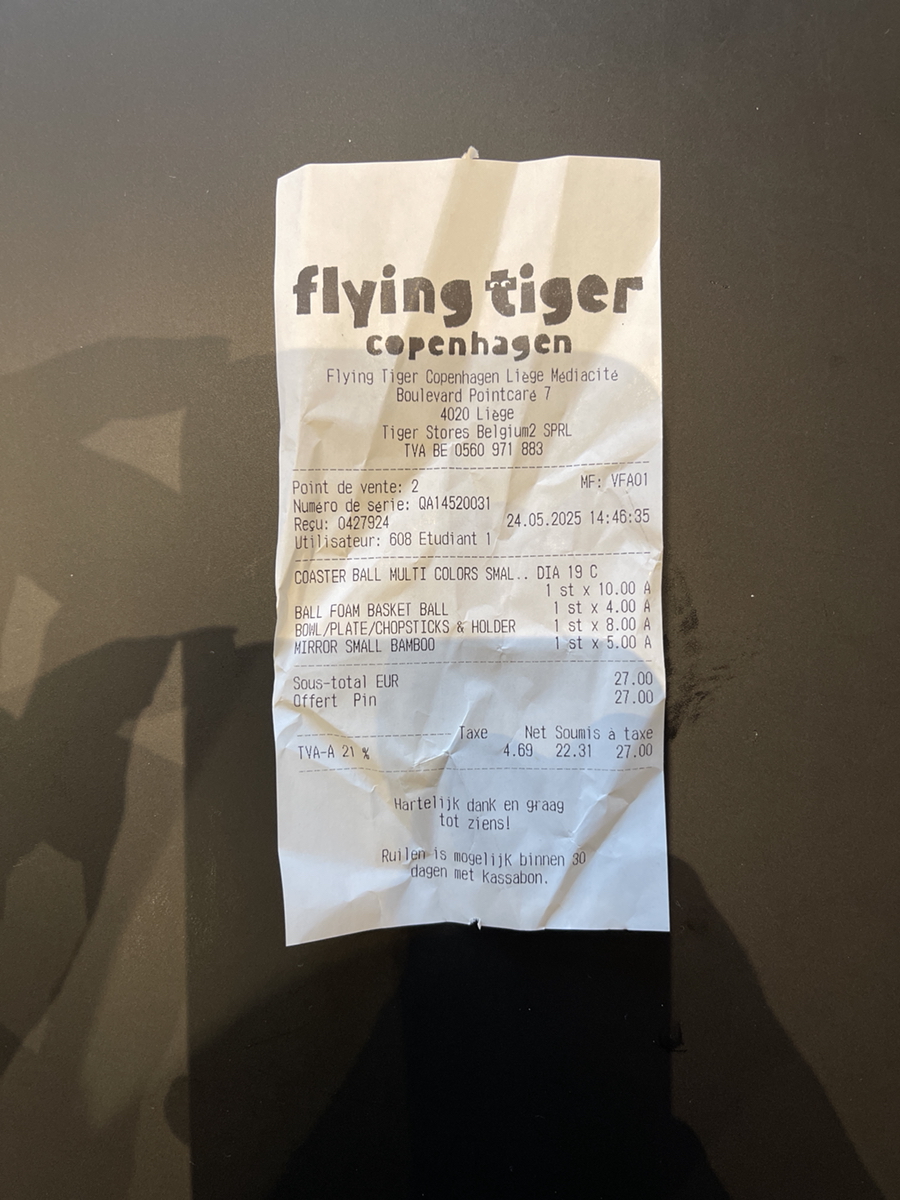 flying tiger
copenhagen
Flying Tiger Copenhagen Liège Médiacité
Boulevard Pointcaré 7
4020 Liège
Tiger Stores Belgium2 SPRL
TVA BE 0560 971 883
Point de vente: 2 MF: VFA01
Numéro de série: QA14520031
Reçu: 0427924 24.05.2025 14:46:35
Utilisateur: 608 Etudiant 1
COASTER BALL MULTI COLORS SMAL.. DIA 19 C
1 st x 10.00 A
BALL FOAM BASKET BALL 1 st x 4.00 A
BOWL/PLATE/CHOPSTICKS & HOLDER 1 st x 8.00 A
MIRROR SMALL BAMBOO 1 st x 5.00 A
Sous-total EUR 27.00
Offert Pin 27.00
Taxe Net Soumis à taxe
TVA-A 21 % 4.69 22.31 27.00
Hartelijk dank en graag
tot ziens!
Ruilen is mogelijk binnen 30
dagen met kassabon.